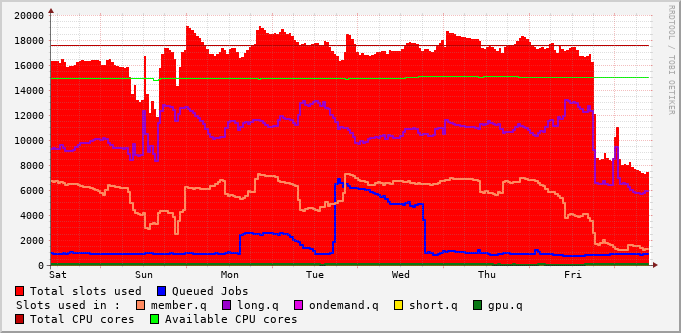 20000
18000
16000
14000
12000
10000
8000
6000
4000
2000
0
Sat Sun Mon Tue Wed Thu Fri
RRDTOOL / TOBI OETIKER
Total slots used Queued Jobs
Slots used in : member.q long.q ondemand.q short.q gpu.q
Total CPU cores Available CPU cores